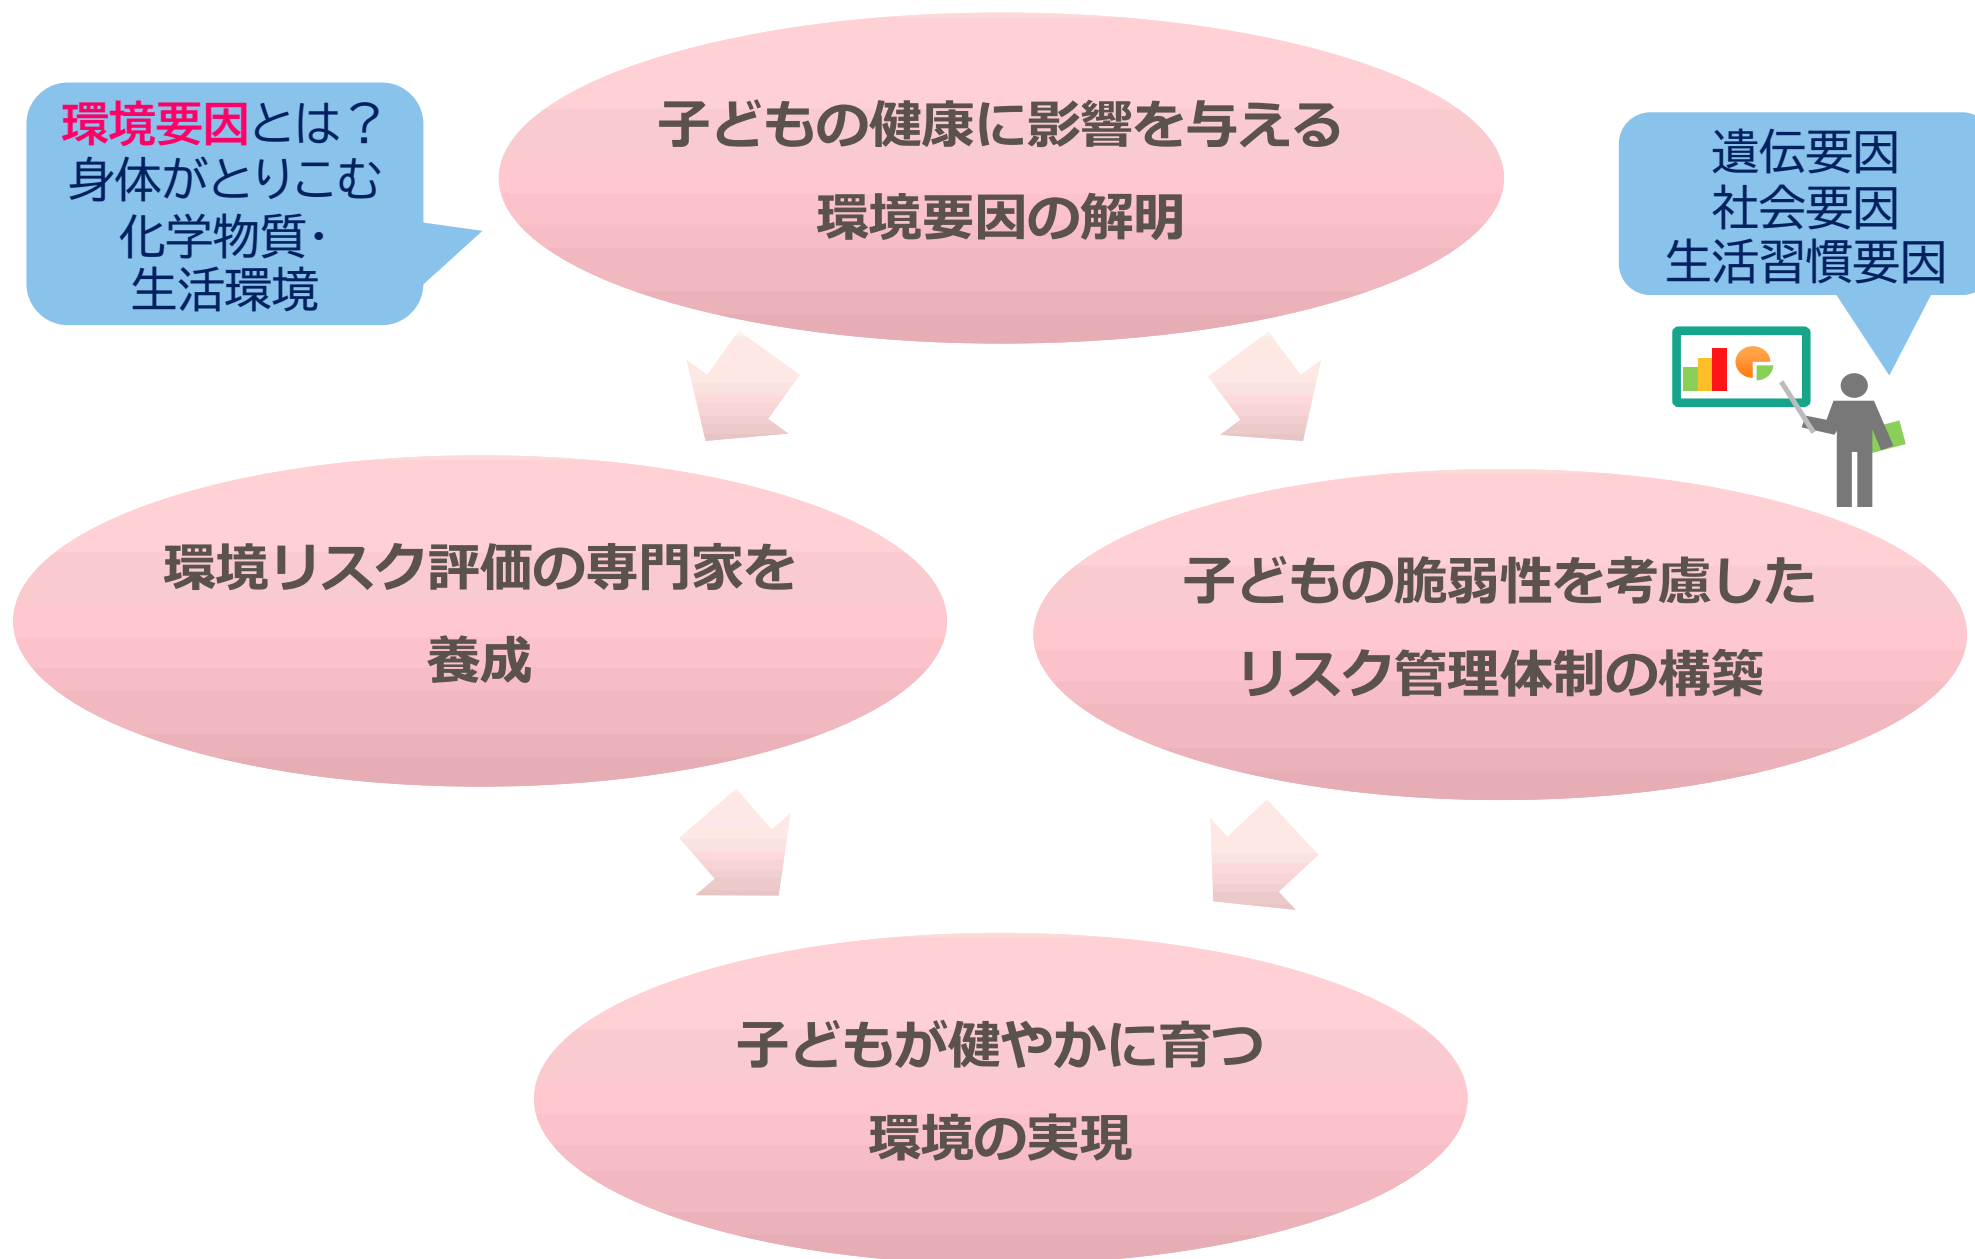 環境要因とは？
身体がとりこむ
化学物質・
生活環境
子どもの健康に影響を与える
環境要因の解明
遺伝要因
社会要因
生活習慣要因
環境リスク評価の専門家を
養成
子どもの脆弱性を考慮した
リスク管理体制の構築
子どもが健やかに育つ
環境の実現